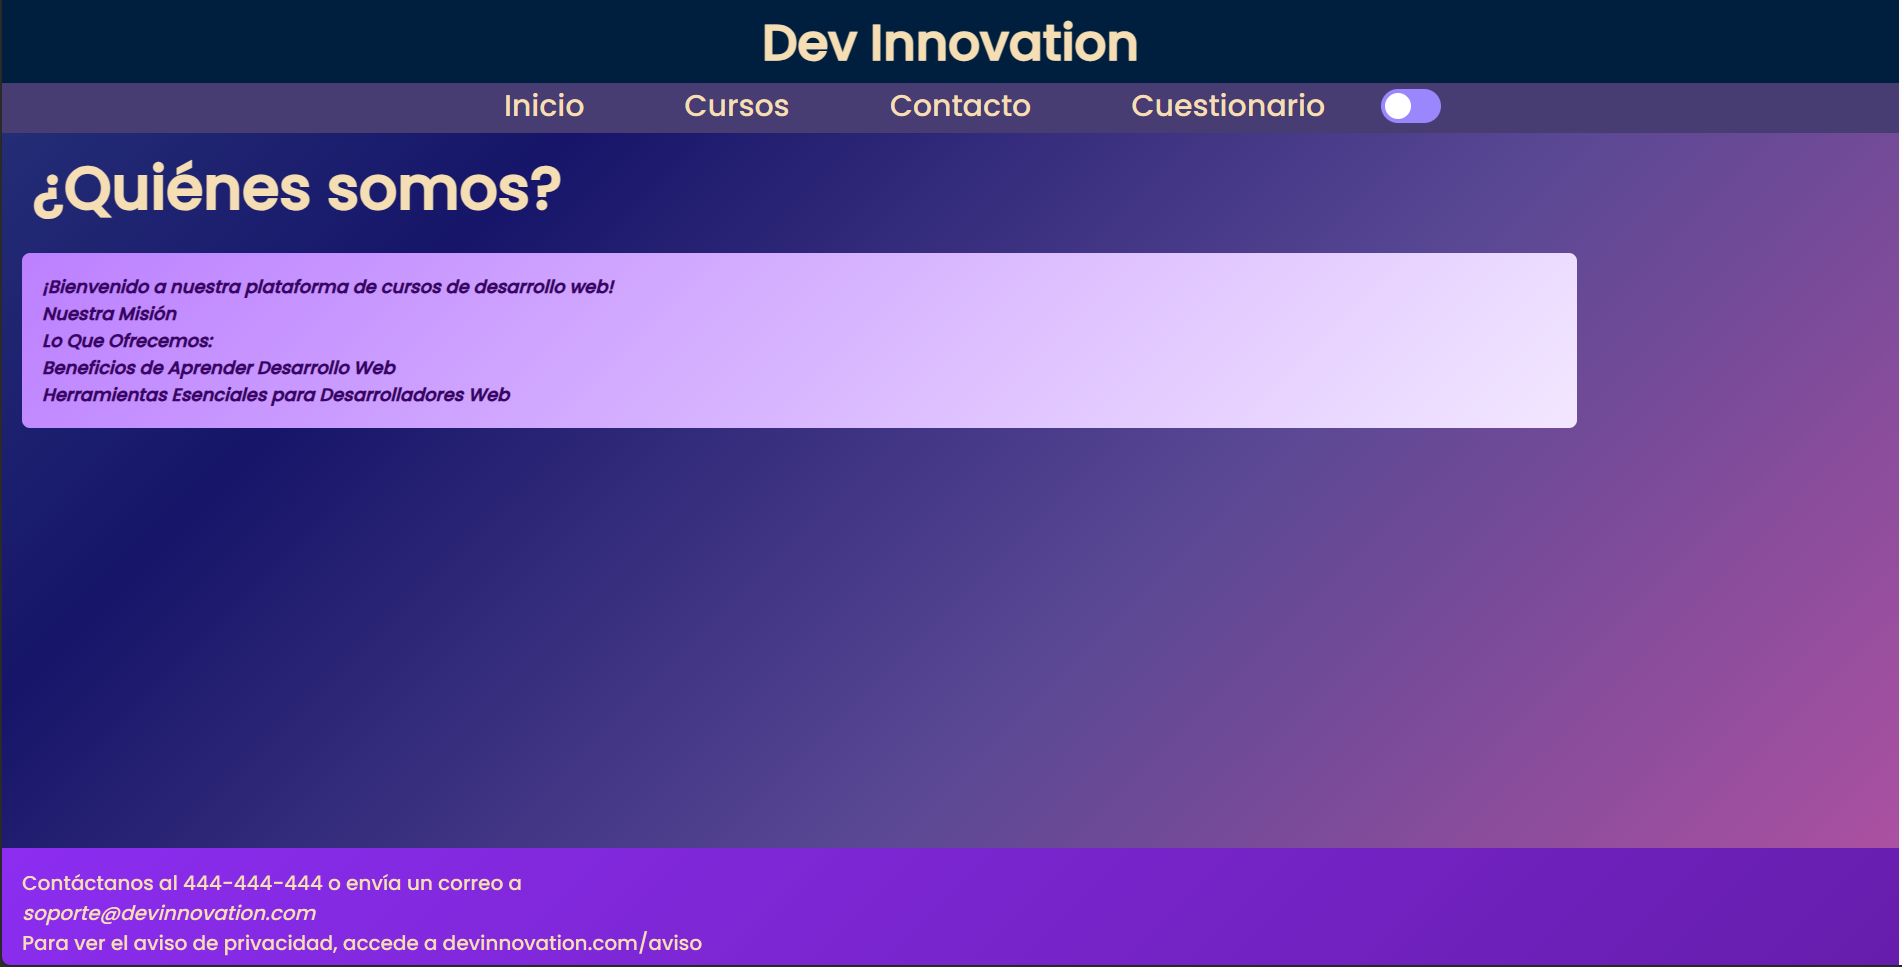 Dev Innovation
Inicio Cursos Contacto Cuestionario
¿Quiénes somos?
¡Bienvenido a nuestra plataforma de cursos de desarrollo web!
Nuestra Misión
Lo Que Ofrecemos:
Beneficios de Aprender Desarrollo Web
Herramientas Esenciales para Desarrolladores Web
Contáctanos al 444-444-444 o envía un correo a
soporte@devinnovation.com
Para ver el aviso de privacidad, accede a devinnovation.com/aviso